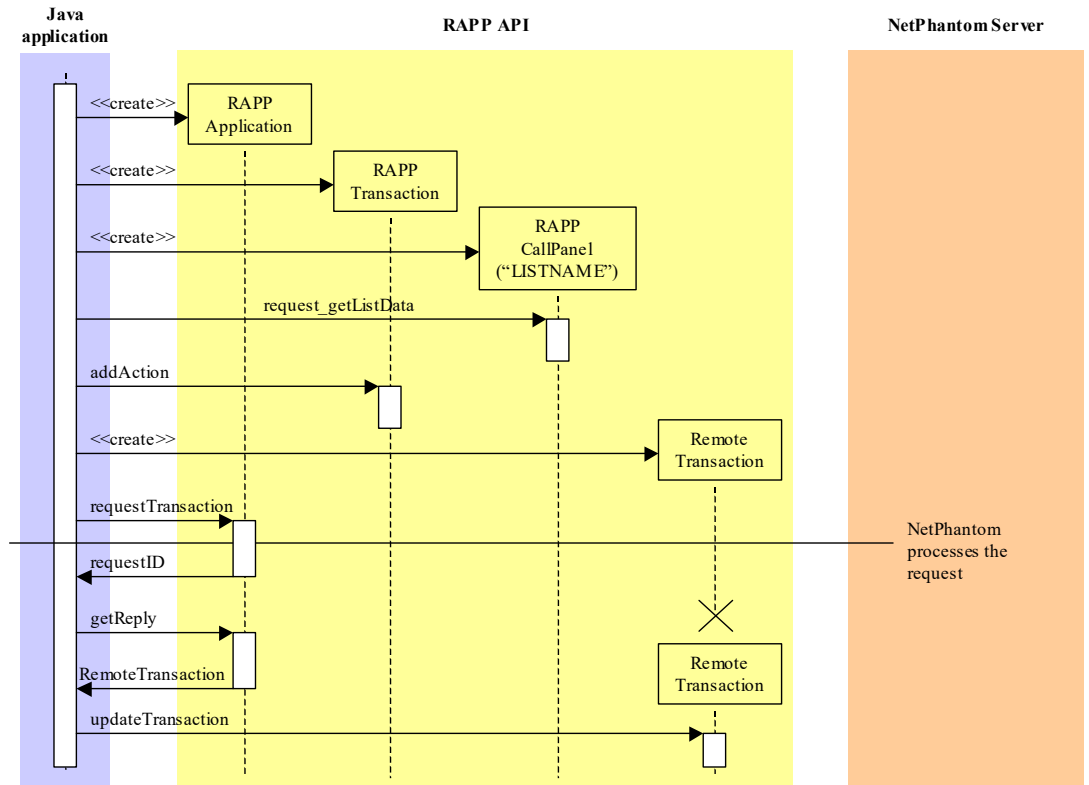 Java
application
RAPP API
NetPhantom Server
<<create>>
RAPP
Application
<<create>>
RAPP
Transaction
<<create>>
RAPP
CallPanel
(“LISTNAME”)
request_getListData
addAction
<<create>>
Remote
Transaction
requestTransaction
NetPhantom
processes the
request
requestID
getReply
RemoteTransaction
Remote
Transaction
updateTransaction